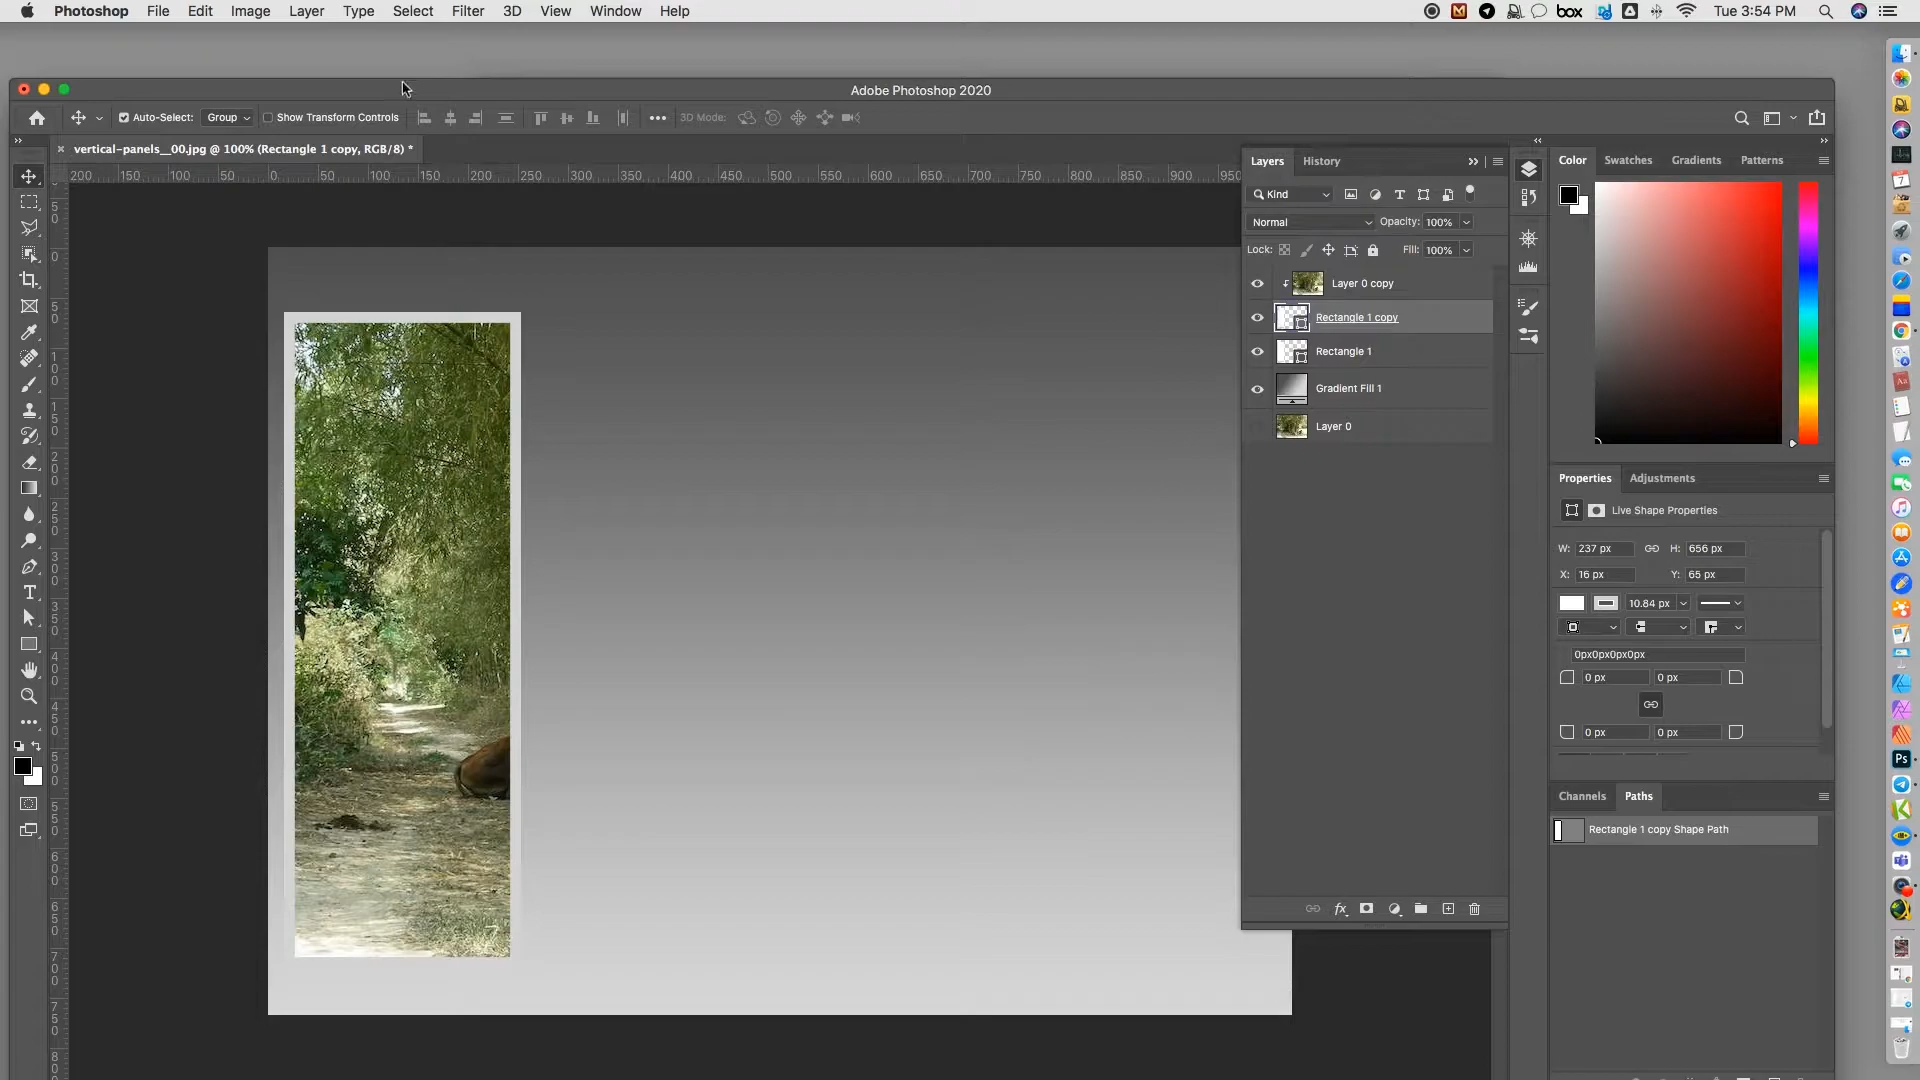 Photoshop File Edit Image Layer Type Select Filter 3D View Window Help
box Tue 3:54 PM
Adobe Photoshop 2020
Auto-Select: Group Show Transform Controls 3D Mode:
vertical-panels__00.jpg @ 100% (Rectangle 1 copy, RGB/8) *
200 150 100 50 0 50 100 150 200 250 300 350 400 450 500 550 600 650 700 750 800 850 900 950
Layers History
Color Swatches Gradients Patterns
Kind
Normal Opacity: 100%
Lock: Fill: 100%
Layer 0 copy
Rectangle 1 copy
Rectangle 1
Gradient Fill 1
Layer 0
Properties Adjustments
Live Shape Properties
W: 237 px H: 656 px
X: 16 px Y: 65 px
10.84 px
0px0px0px0px
0 px 0 px
0 px 0 px
Channels Paths
Rectangle 1 copy Shape Path
fx
Ps